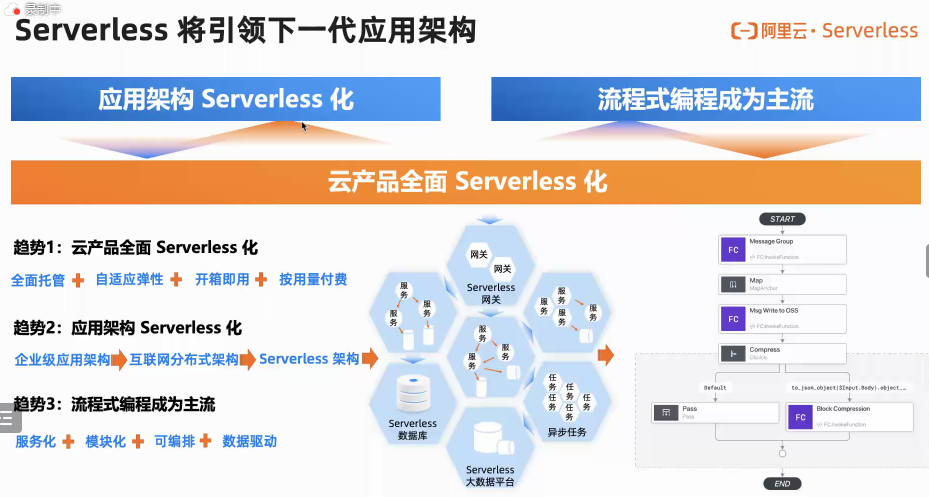 录制中
Serverless 将引领下一代应用架构
阿里云· Serverless
应用架构 Serverless 化
流程式编程成为主流
云产品全面 Serverless 化
趋势1：云产品全面 Serverless 化
全面托管 + 自适应弹性 + 开箱即用 + 按用量付费
趋势2：应用架构 Serverless 化
企业级应用架构 互联网分布式架构 Serverless 架构
趋势3：流程式编程成为主流
服务化 + 模块化 + 可编排 + 数据驱动
网关
网关
Serverless
网关
服务
服务
服务
服务
服务
服务
服务
服务
服务
服务
Serverless
数据库
任务
任务
任务
任务
任务
异步任务
Serverless
大数据平台
START
FC
Message Group
FC:InvokeFunction
Map
MapAnchor
FC
Msg Write to OSS
FC:InvokeFunction
Compress
Choice
Default
to_json_object($Input.Body).object_...
Pass
Pass
FC
Block Compression
FC:InvokeFunction
END